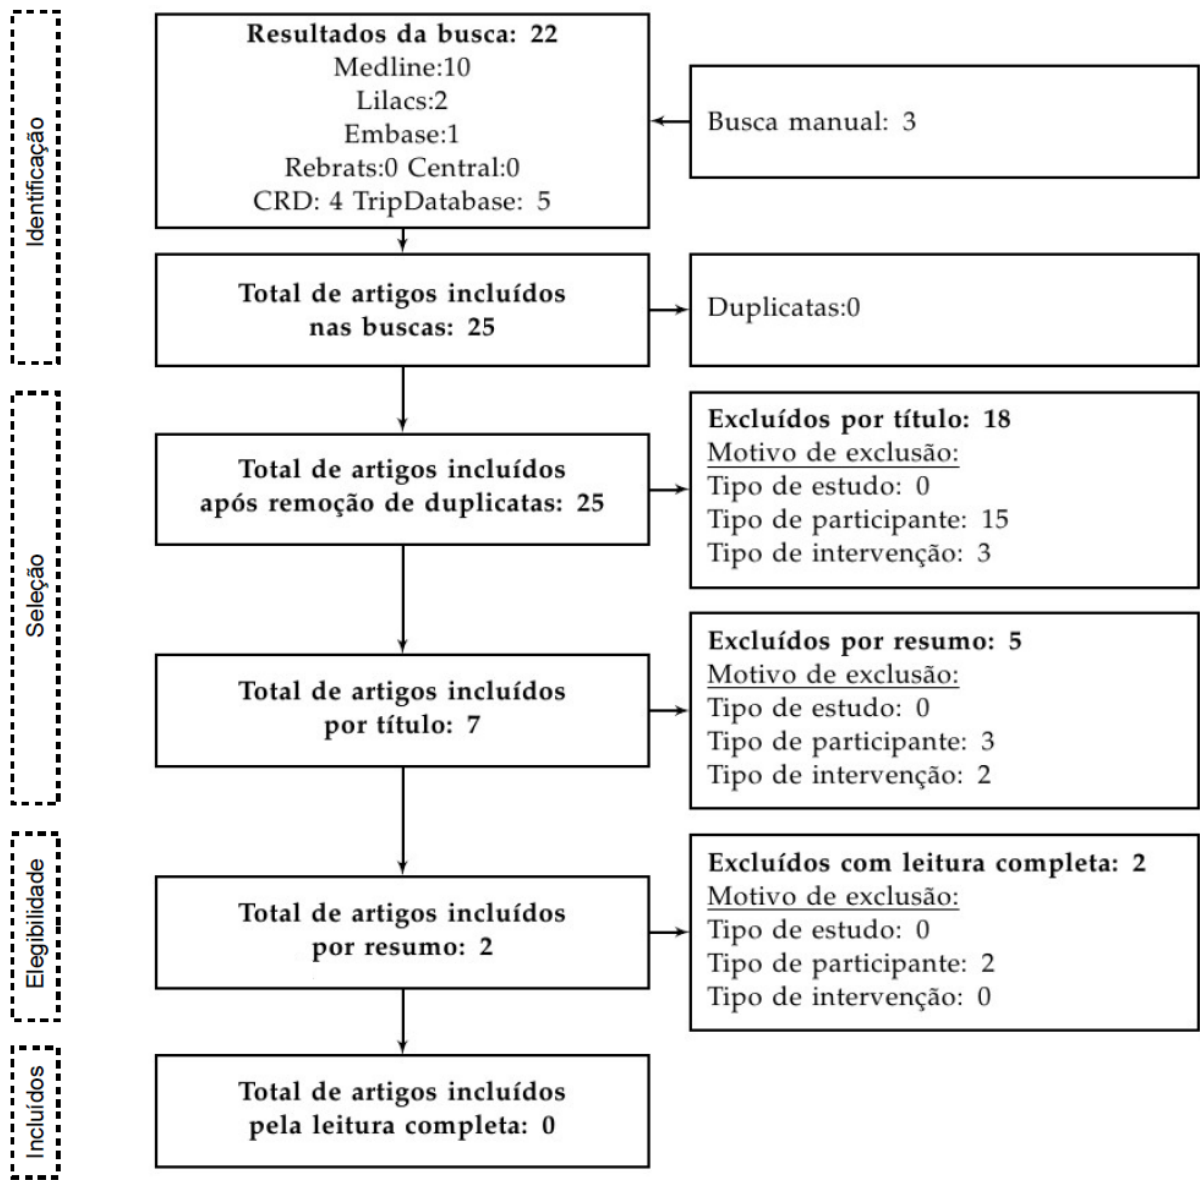 Identificação
Resultados da busca: 22
Medline:10
Lilacs:2
Embase:1
Rebrats:0 Central:0
CRD: 4 TripDatabase: 5
Busca manual: 3
Total de artigos incluídos
nas buscas: 25
Duplicatas:0
Seleção
Total de artigos incluídos
após remoção de duplicatas: 25
Excluídos por título: 18
Motivo de exclusão:
Tipo de estudo: 0
Tipo de participante: 15
Tipo de intervenção: 3
Total de artigos incluídos
por título: 7
Excluídos por resumo: 5
Motivo de exclusão:
Tipo de estudo: 0
Tipo de participante: 3
Tipo de intervenção: 2
Elegibilidade
Total de artigos incluídos
por resumo: 2
Excluídos com leitura completa: 2
Motivo de exclusão:
Tipo de estudo: 0
Tipo de participante: 2
Tipo de intervenção: 0
Incluídos
Total de artigos incluídos
pela leitura completa: 0